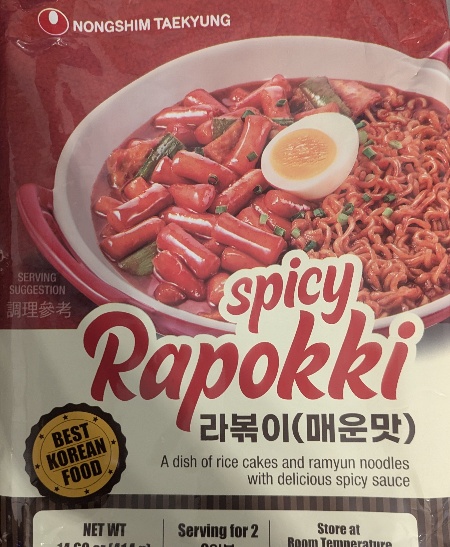 NONGSHIM TAEKYUNG
SERVING
SUGGESTION
調理參考
spicy
Rapokki
라볶이(매운맛)
BEST
KOREAN
FOOD
A dish of rice cakes and ramyun noodles
with delicious spicy sauce
NET WT
Serving for 2
Store at
Room Temperature